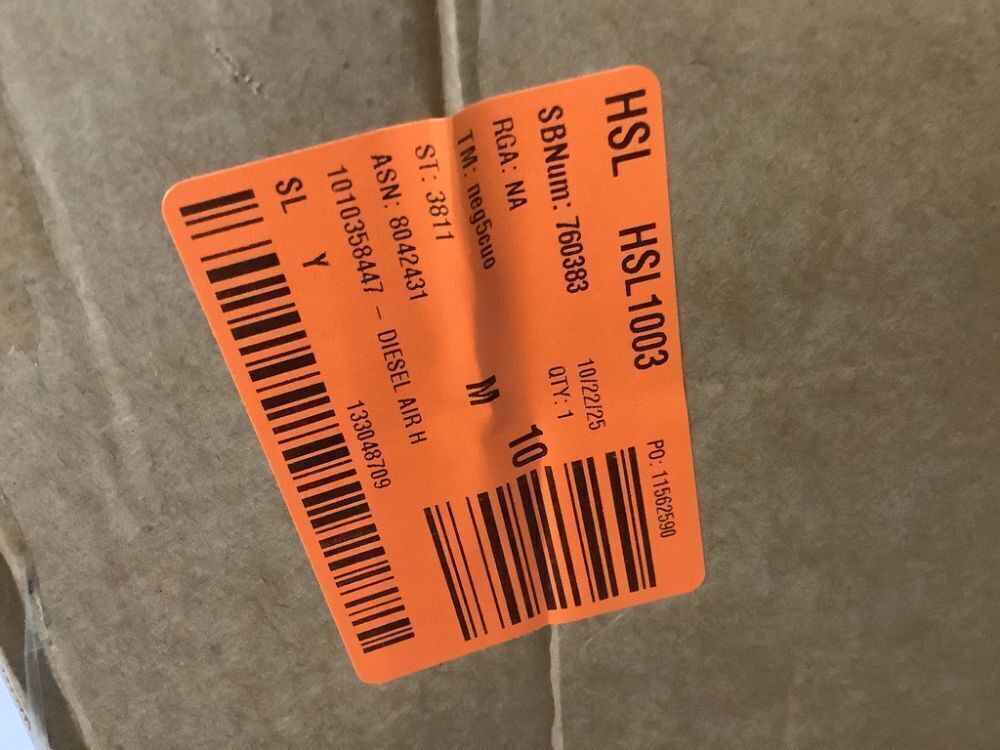 HSL HSL1003
PO: 11562590
SBNum: 760383
10/22/25
RGA: NA
QTY: 1
TM: neg5cuo
10
ST: 3811
M
ASN: 8042431
1010358447 – DIESEL AIR H
SL Y
133048709